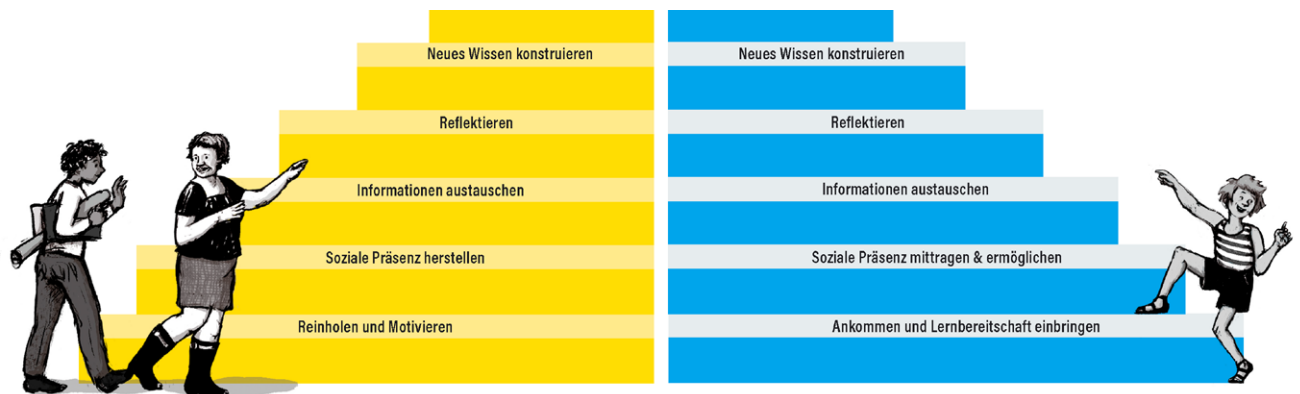 Neues Wissen konstruieren
Neues Wissen konstruieren
Reflektieren
Reflektieren
Informationen austauschen
Informationen austauschen
Soziale Präsenz herstellen
Soziale Präsenz mittragen & ermöglichen
Reinholen und Motivieren
Ankommen und Lernbereitschaft einbringen